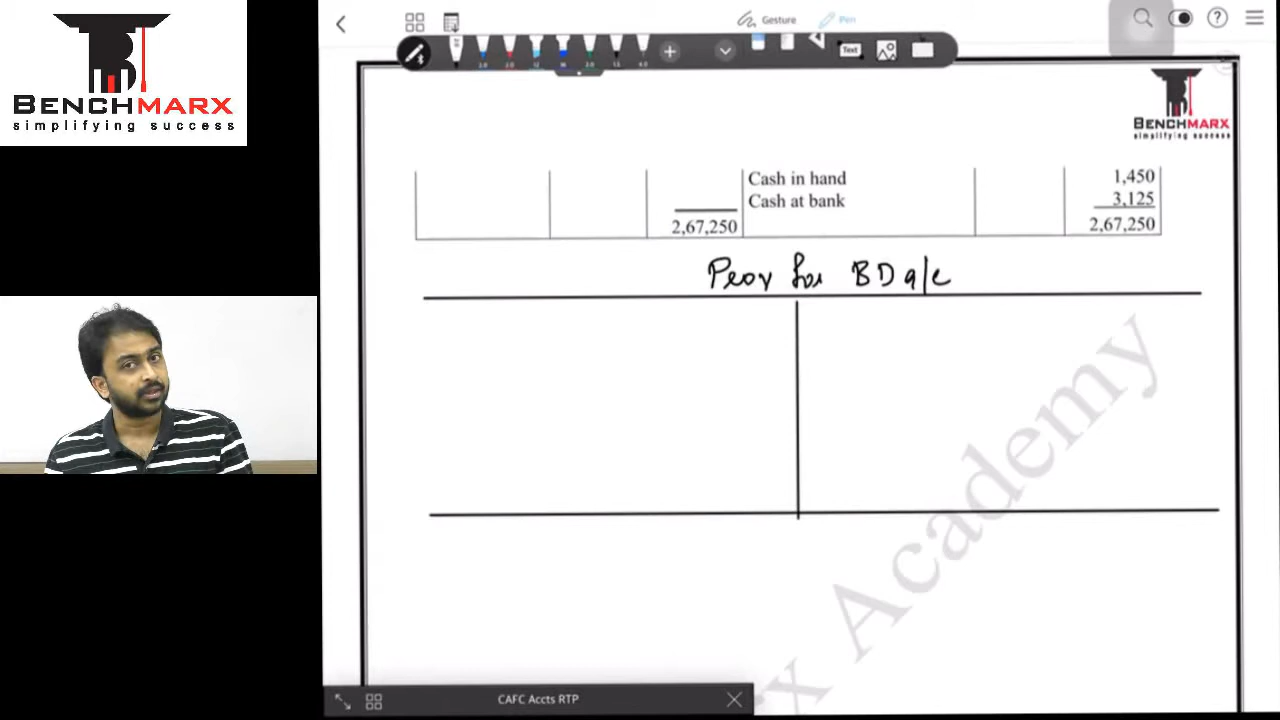 BENCHMARX
simplifying success
Gesture
Pen
Text
BENCHMARX
simplifying success
Cash in hand 1,450
Cash at bank 3,125
2,67,250 2,67,250
Prov for BD a/c
x Academy
CAFC Accts RTP